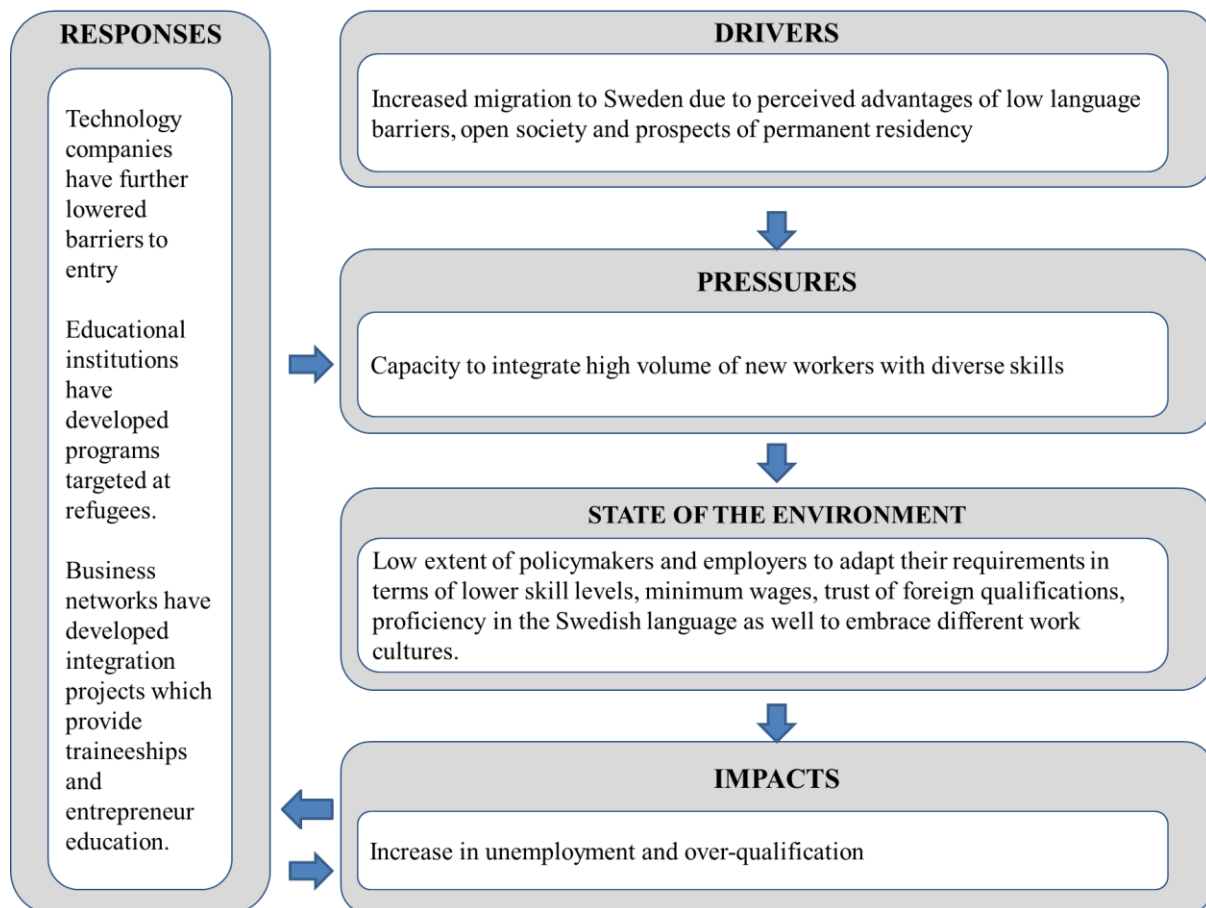 RESPONSES
Technology
companies
have further
lowered
barriers to
entry
Educational
institutions
have
developed
programs
targeted at
refugees.
Business
networks have
developed
integration
projects which
provide
traineeships
and
entrepreneur
education.
DRIVERS
Increased migration to Sweden due to perceived advantages of low language
barriers, open society and prospects of permanent residency
PRESSURES
Capacity to integrate high volume of new workers with diverse skills
STATE OF THE ENVIRONMENT
Low extent of policymakers and employers to adapt their requirements in
terms of lower skill levels, minimum wages, trust of foreign qualifications,
proficiency in the Swedish language as well to embrace different work
cultures.
IMPACTS
Increase in unemployment and over-qualification